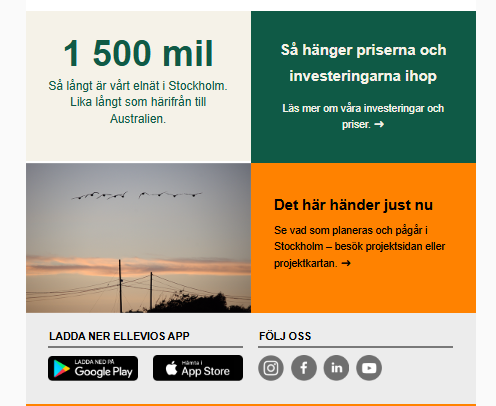 1 500 mil
Så långt är vårt elnät i Stockholm.
Lika långt som härifrån till
Australien.
Så hänger priserna och
investeringarna ihop
Läs mer om våra investeringar och
priser. ➜
Det här händer just nu
Se vad som planeras och pågår i
Stockholm – besök projektsidan eller
projektkartan. ➜
LADDA NER ELLEVIOS APP
LADDA NED PÅ
Google Play
Hämta i
App Store
FÖLJ OSS
in